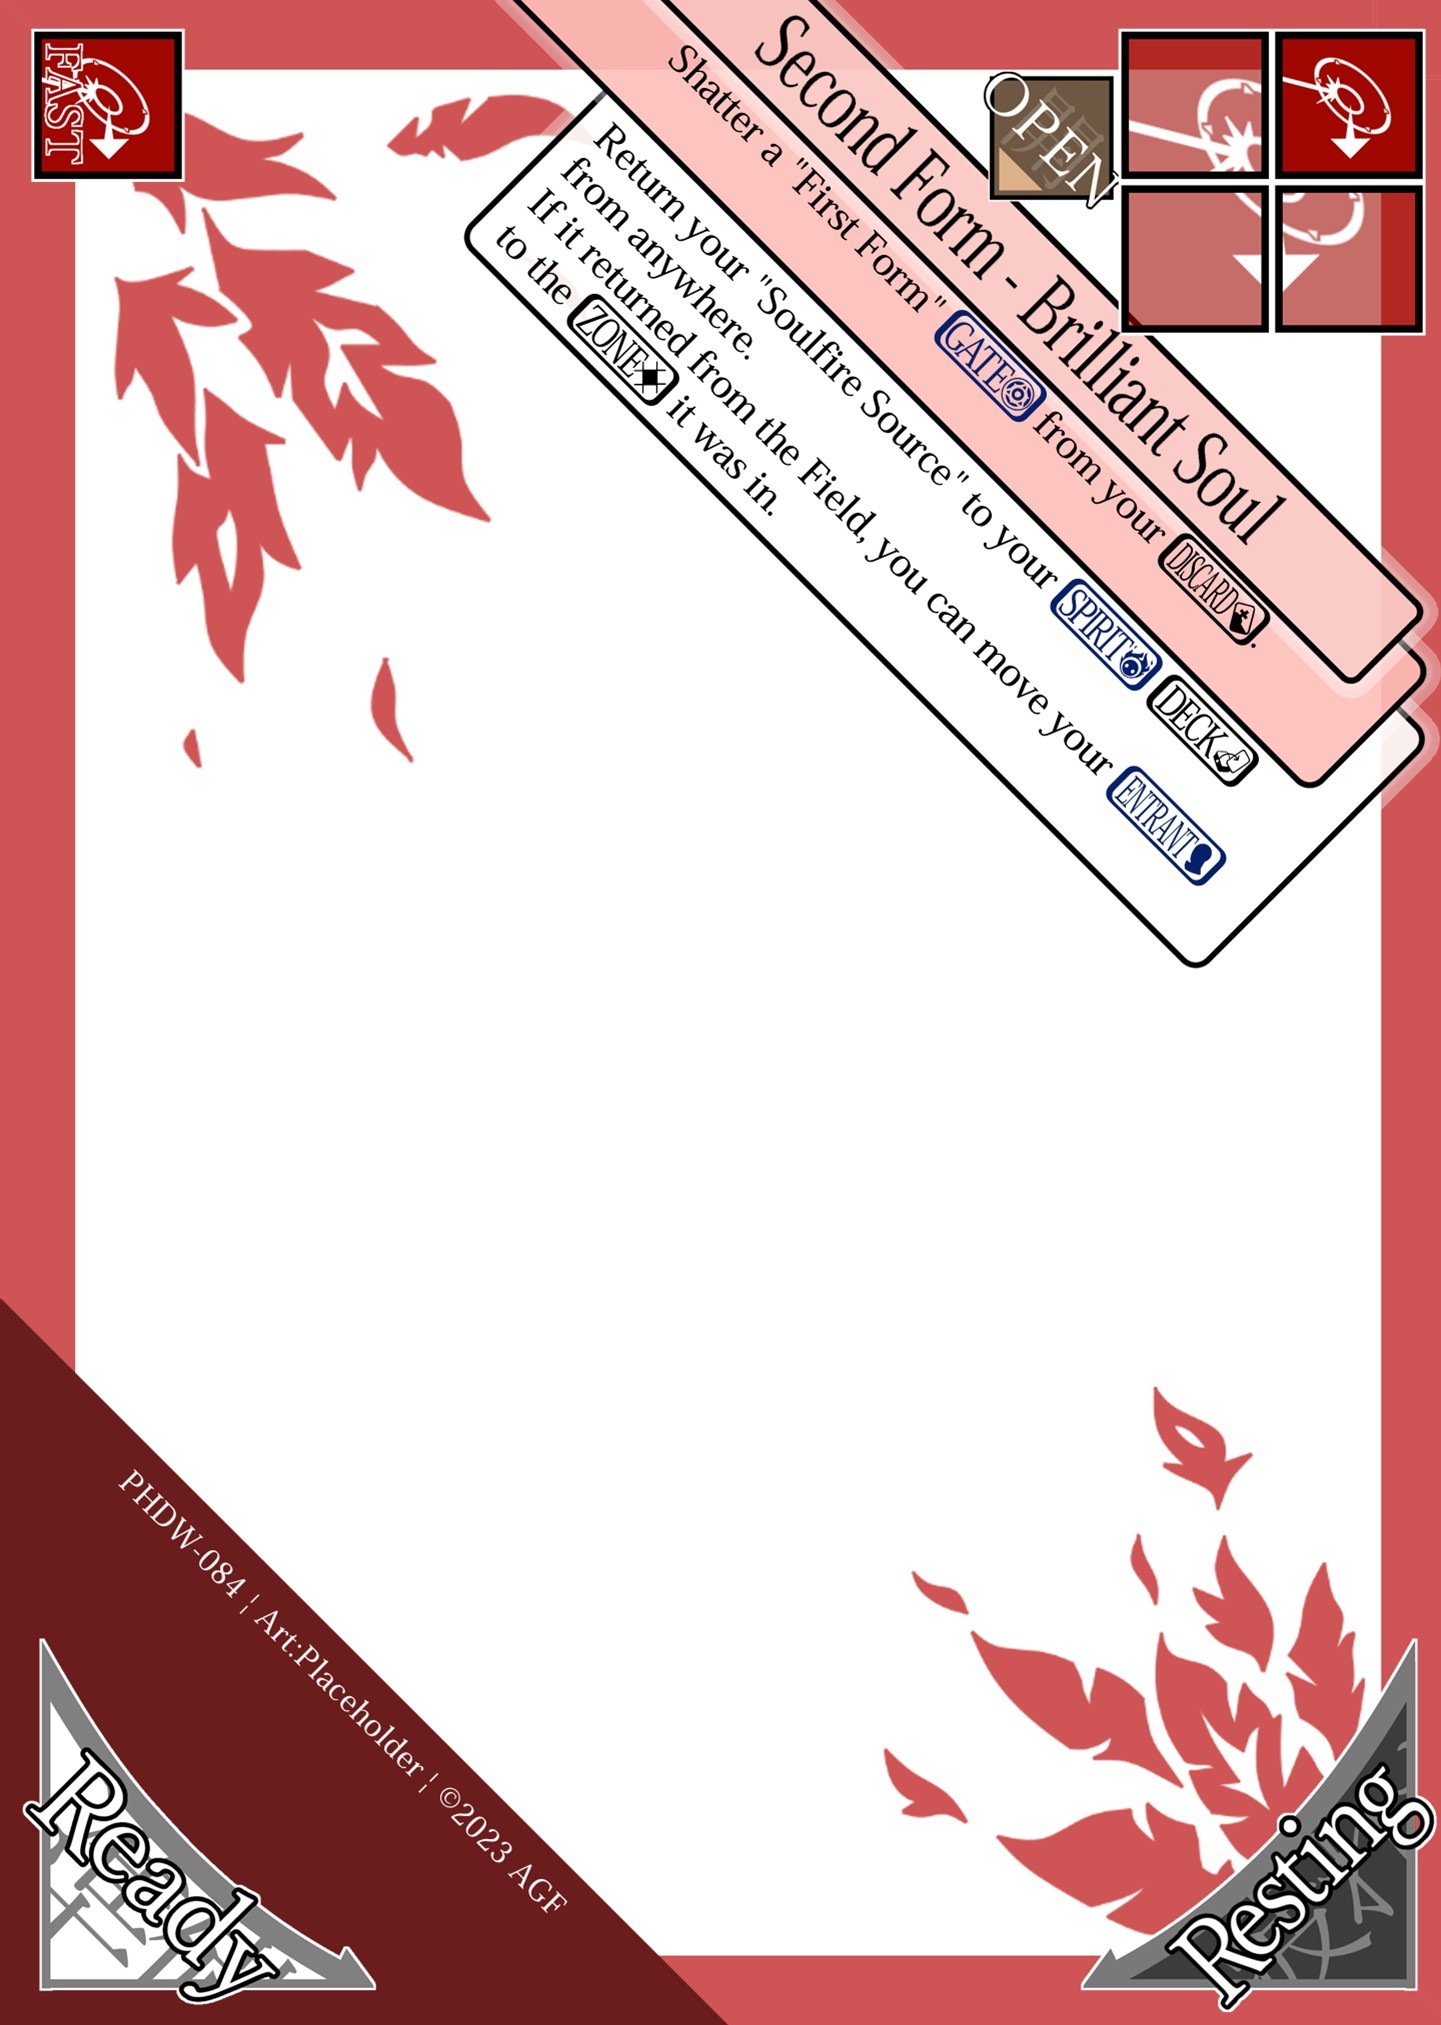 FAST
OPEN
Second Form - Brilliant Soul
Shatter a "First Form" GATE from your DISCARD.
Return your "Soulfire Source" to your SPIRIT DECK
from anywhere.
If it returned from the Field, you can move your ENTRANT
to the ZONE it was in.
PHDW-084 ¦ Art:Placeholder ¦ ©2023 AGF
Ready
Resting